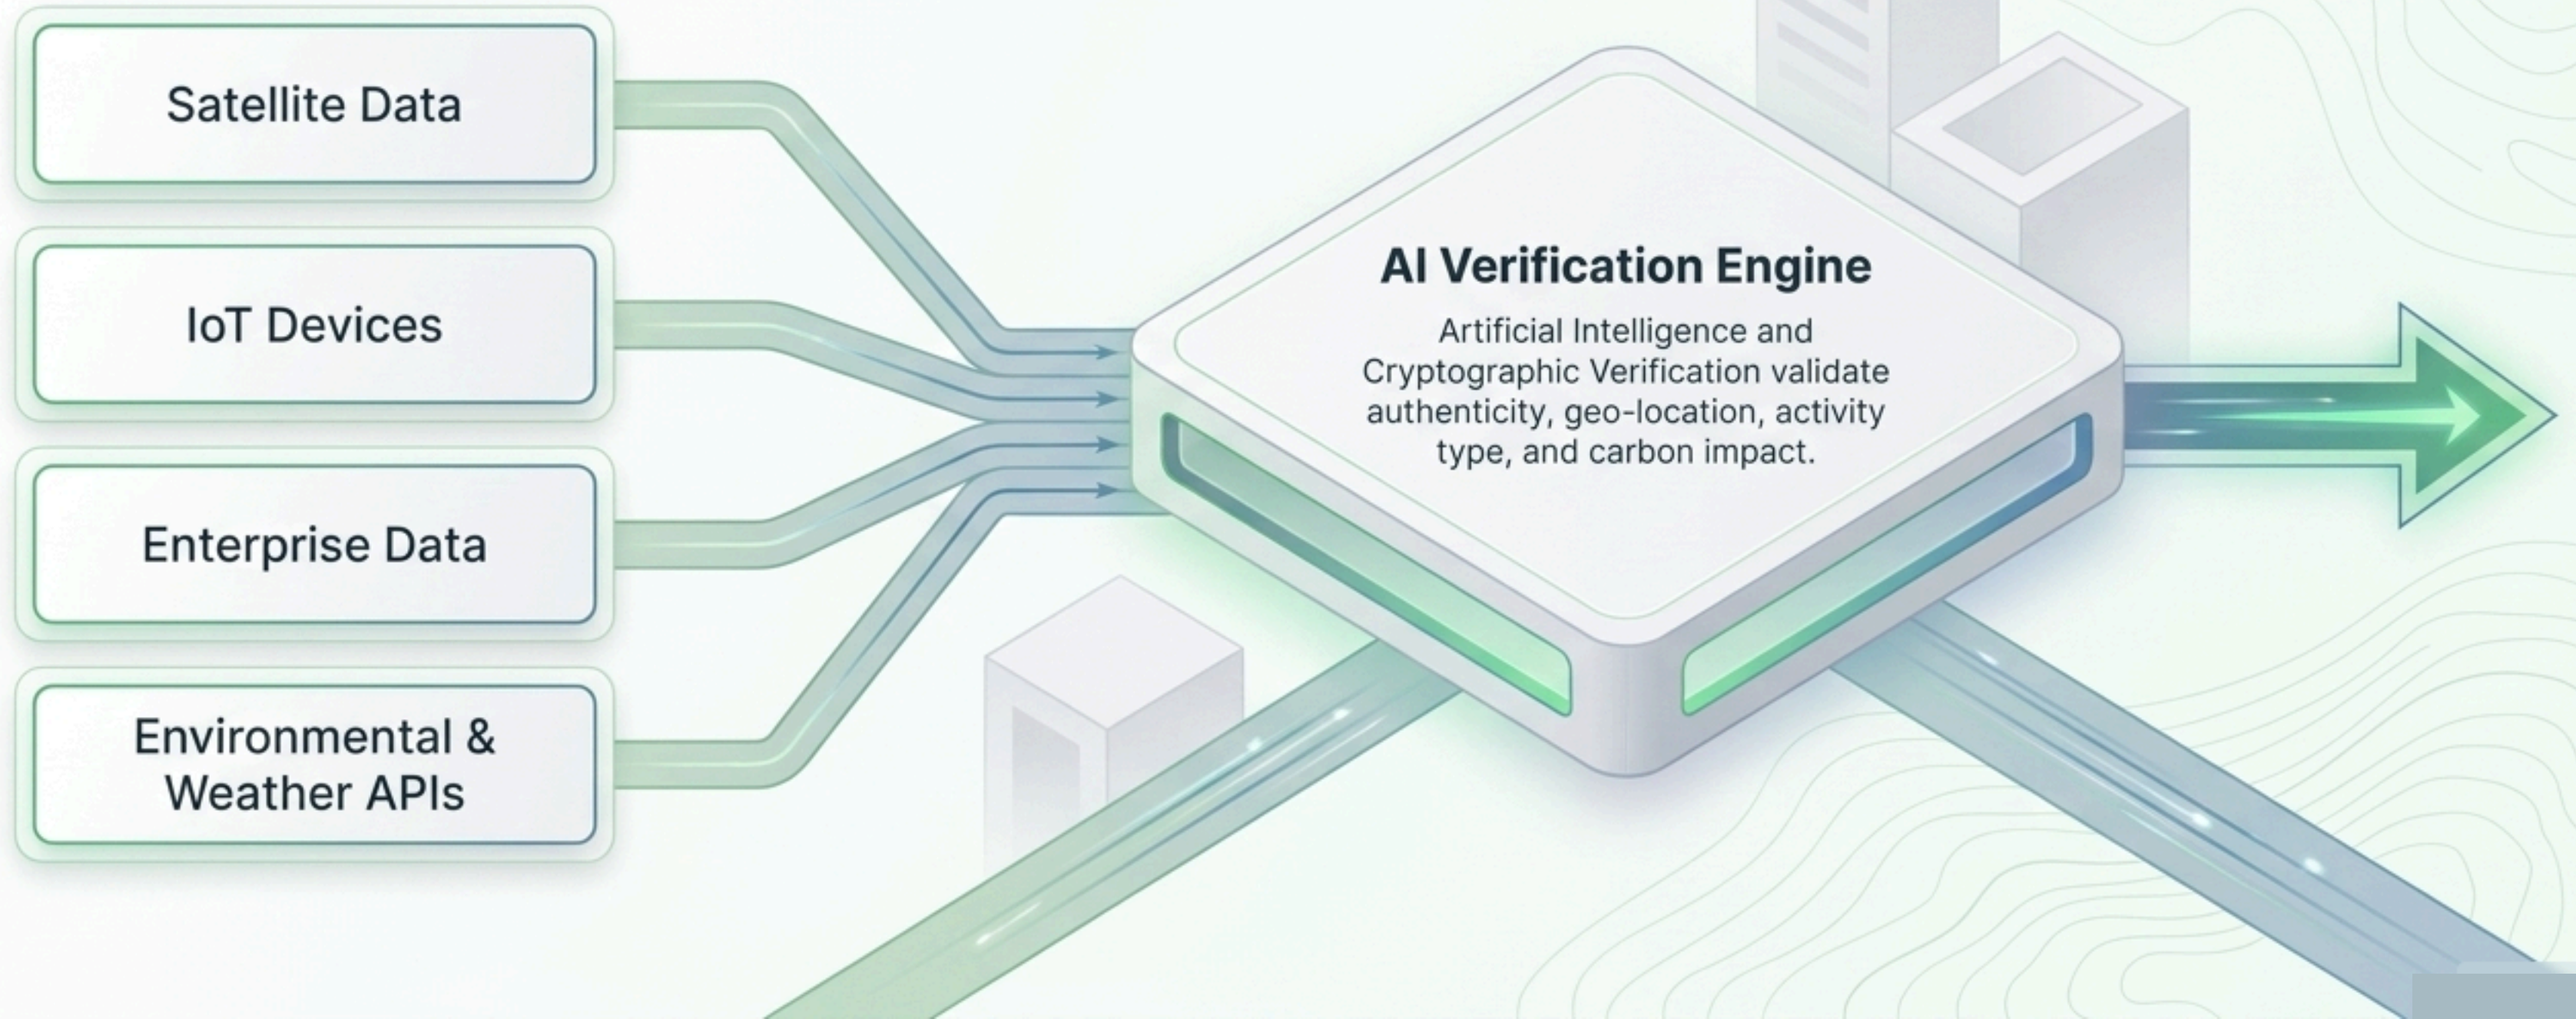 Satellite Data
IoT Devices
Enterprise Data
Environmental &
Weather APIs
AI Verification Engine
Artificial Intelligence and
Cryptographic Verification validate
authenticity, geo-location, activity
type, and carbon impact.